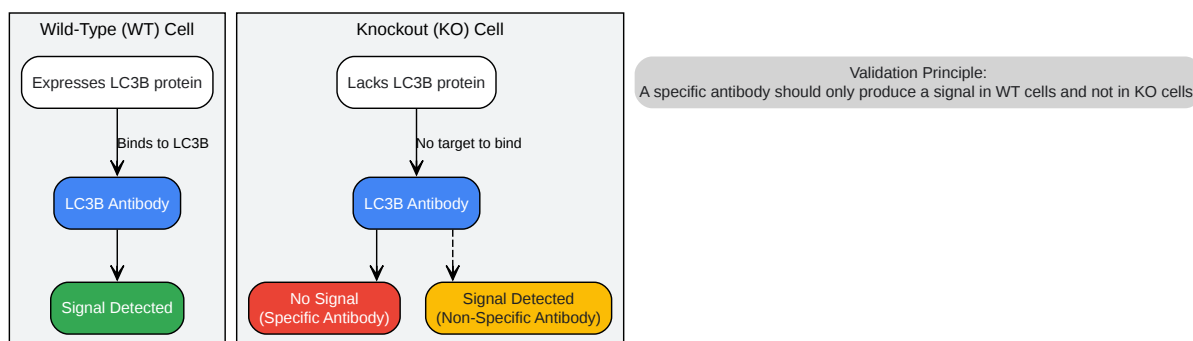 Wild-Type (WT) Cell
Expresses LC3B protein
Binds to LC3B
LC3B Antibody
Signal Detected
Knockout (KO) Cell
Lacks LC3B protein
No target to bind
LC3B Antibody
No Signal
(Specific Antibody)
Signal Detected
(Non-Specific Antibody)
Validation Principle:
A specific antibody should only produce a signal in WT cells and not in KO cells